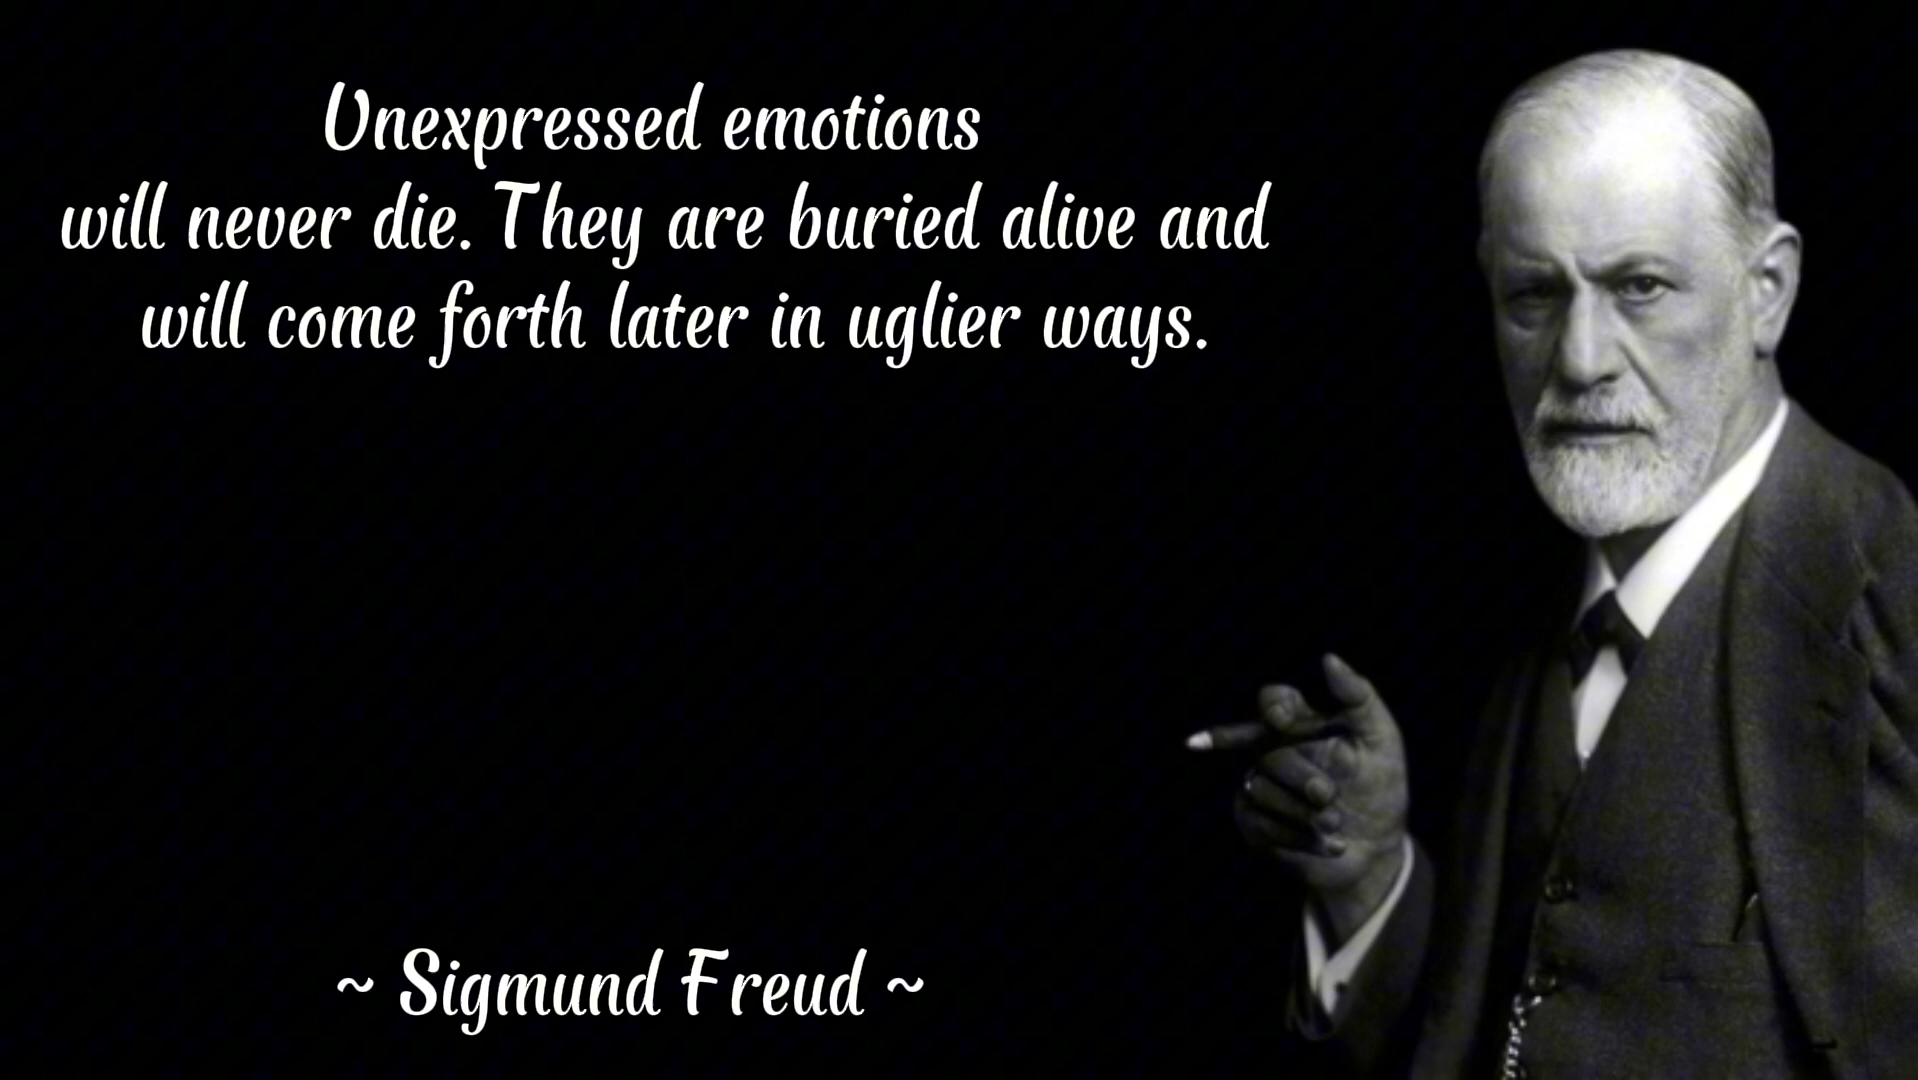 Unexpressed emotions
will never die. They are buried alive and
will come forth later in uglier ways.
~ Sigmund Freud ~